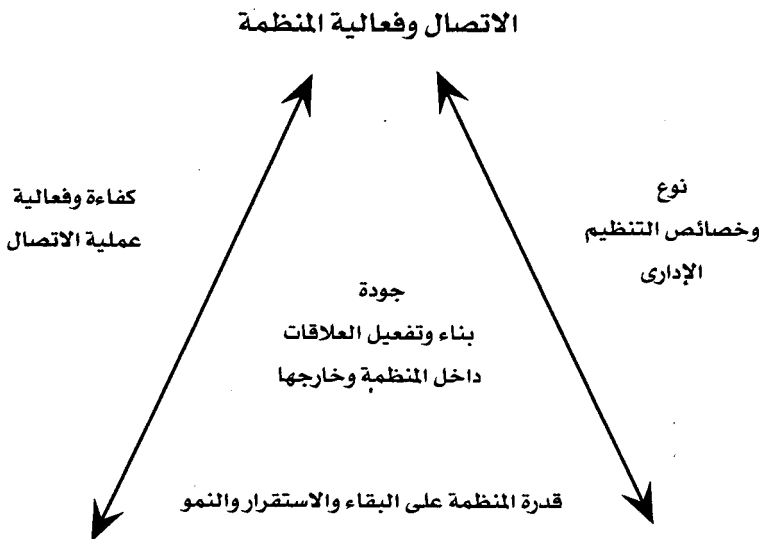 الاتصال وفعالية المنظمة
نوع
وخصائص التنظيم
الإدارى
كفاءة وفعالية
عملية الاتصال
جودة
بناء وتفعيل العلاقات
داخل المنظمة وخارجها
قدرة المنظمة على البقاء والاستقرار والنمو